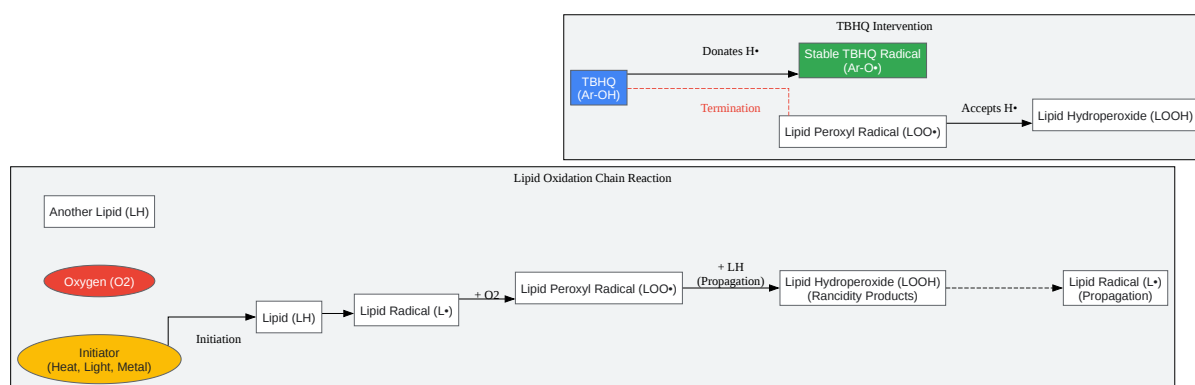 TBHQ Intervention
Donates H•
Stable TBHQ Radical
(Ar-O•)
TBHQ
(Ar-OH)
Termination
Lipid Peroxyl Radical (LOO•)
Accepts H•
Lipid Hydroperoxide (LOOH)
Lipid Oxidation Chain Reaction
Another Lipid (LH)
Oxygen (O2)
Initiator
(Heat, Light, Metal)
Initiation
Lipid (LH)
Lipid Radical (L•)
+ O2
Lipid Peroxyl Radical (LOO•)
+ LH
(Propagation)
Lipid Hydroperoxide (LOOH)
(Rancidity Products)
Lipid Radical (L•)
(Propagation)